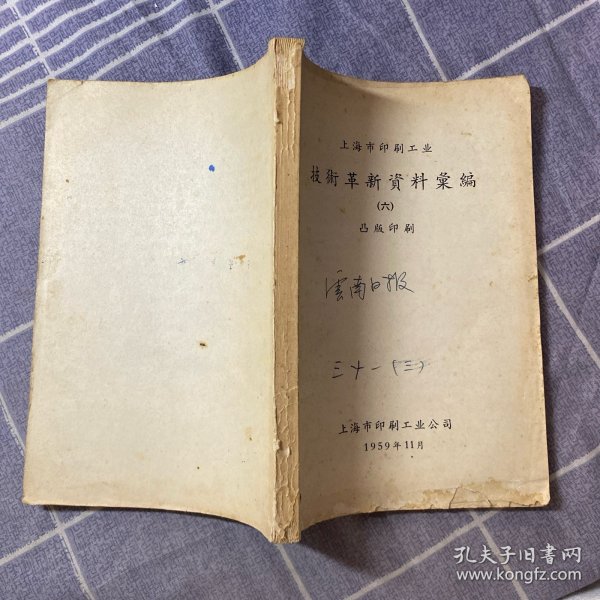 上海市印刷工业
技術革新資料彙編
(六)
凸版印刷
雲南日报
三十一(三)
上海市印刷工业公司
1959年11月
孔夫子旧书网
www.kongfz.com